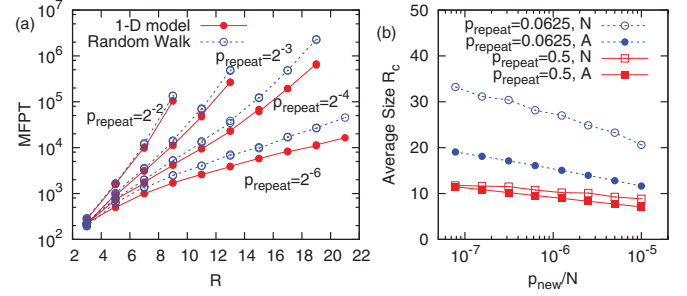 (a)
1-D model
Random Walk
p_repeat=2^-3
p_repeat=2^-2
p_repeat=2^-4
p_repeat=2^-6
MFPT
10^7
10^6
10^5
10^4
10^3
10^2
2 4 6 8 10 12 14 16 18 20 22
R
(b)
p_repeat=0.0625, N
p_repeat=0.0625, A
p_repeat=0.5, N
p_repeat=0.5, A
Average Size R_c
50
40
30
20
10
0
10^-7 10^-6 10^-5
p_new/N